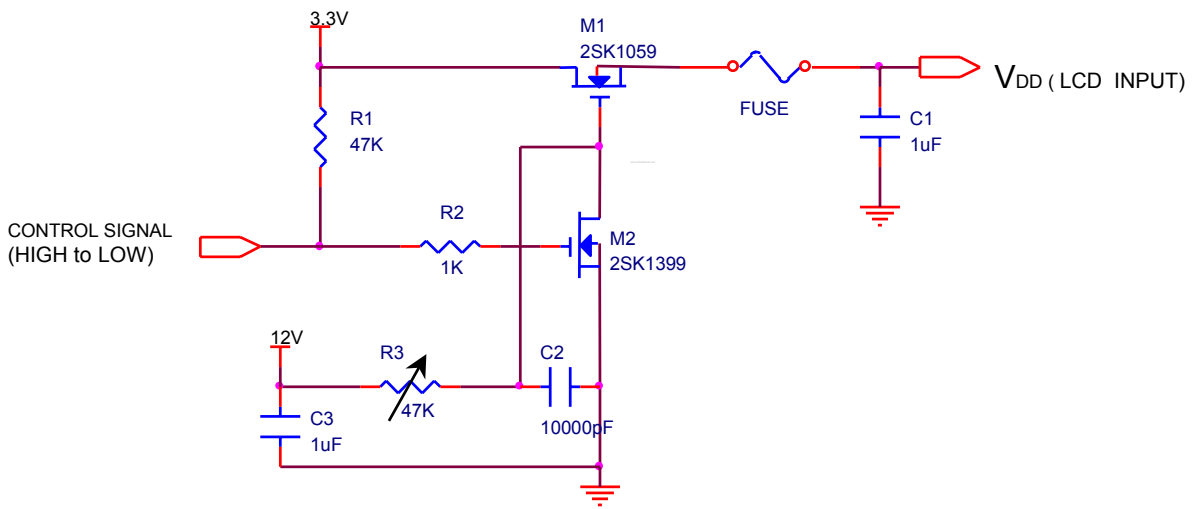 3.3V
M1
2SK1059
VDD ( LCD INPUT)
FUSE
R1
47K
C1
1uF
CONTROL SIGNAL
(HIGH to LOW)
R2
1K
M2
2SK1399
12V
R3
47K
C2
10000pF
C3
1uF